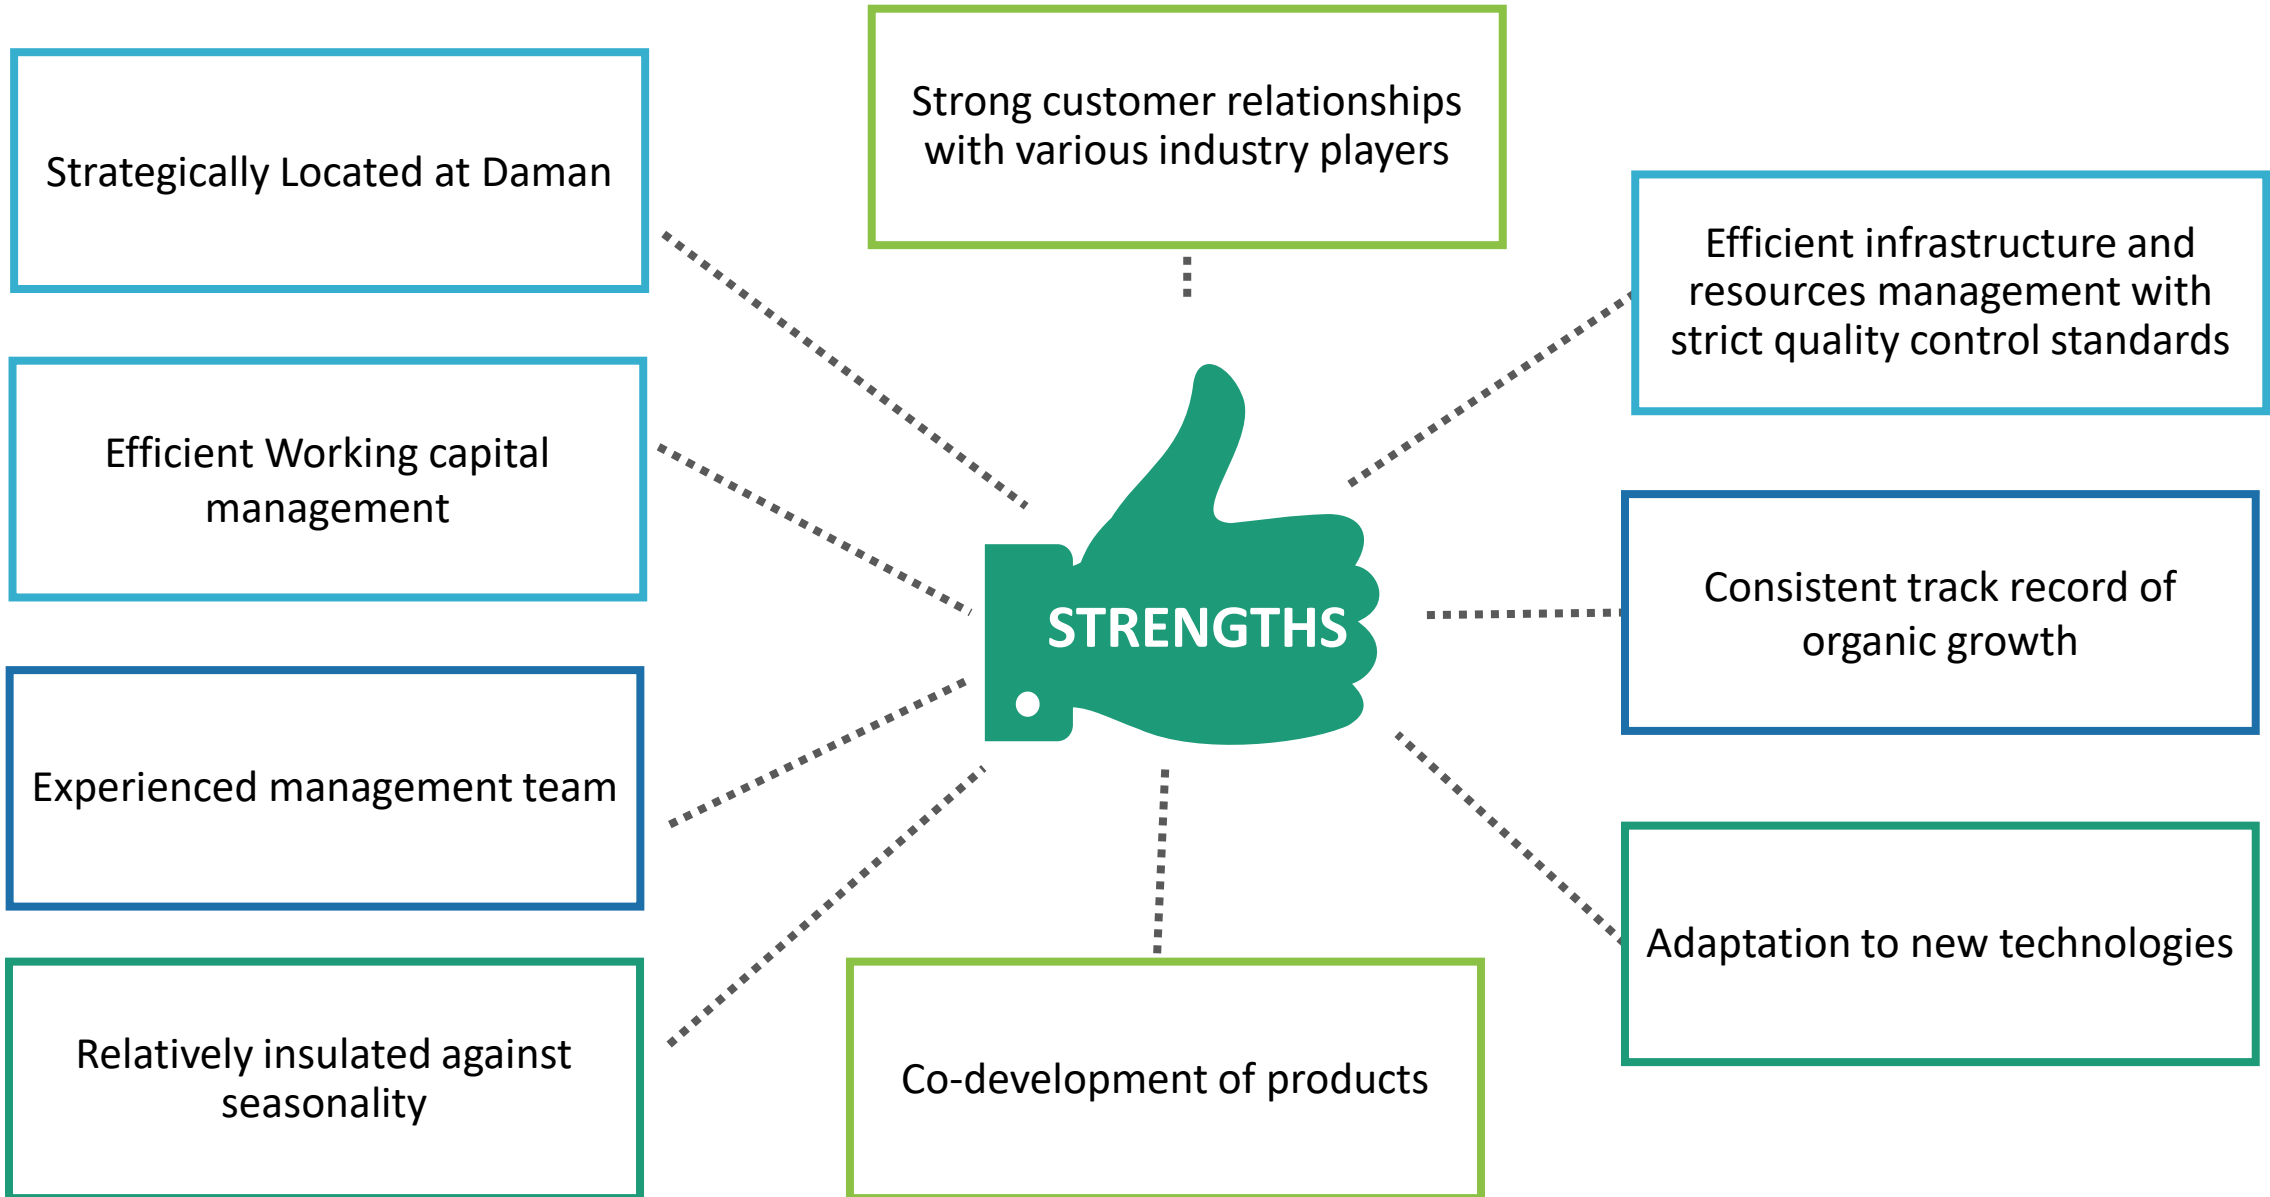 Strategically Located at Daman
Strong customer relationships
with various industry players
Efficient infrastructure and
resources management with
strict quality control standards
Efficient Working capital
management
STRENGTHS
Consistent track record of
organic growth
Experienced management team
Adaptation to new technologies
Relatively insulated against
seasonality
Co-development of products